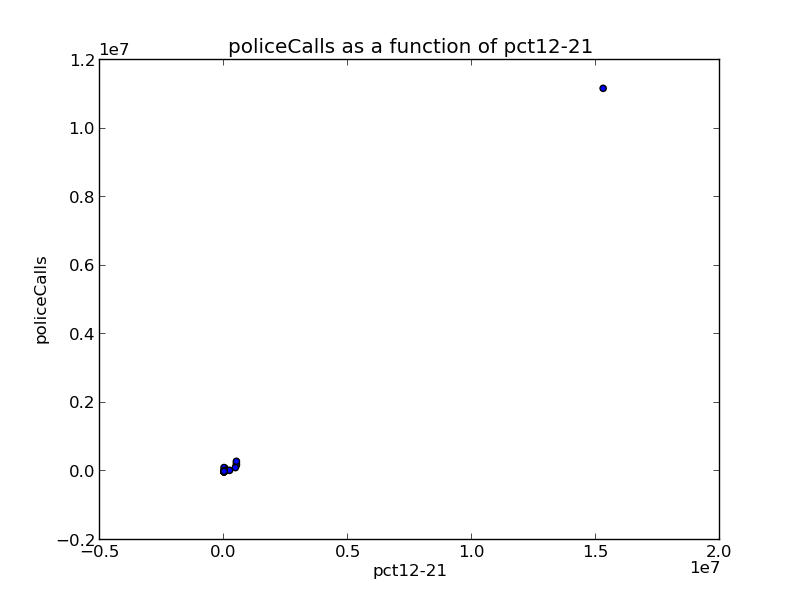 policeCalls as a function of pct12-21
1e7
1.2
1.0
0.8
0.6
0.4
0.2
0.0
−0.2
policeCalls
−0.5 0.0 0.5 1.0 1.5 2.0
1e7
pct12-21